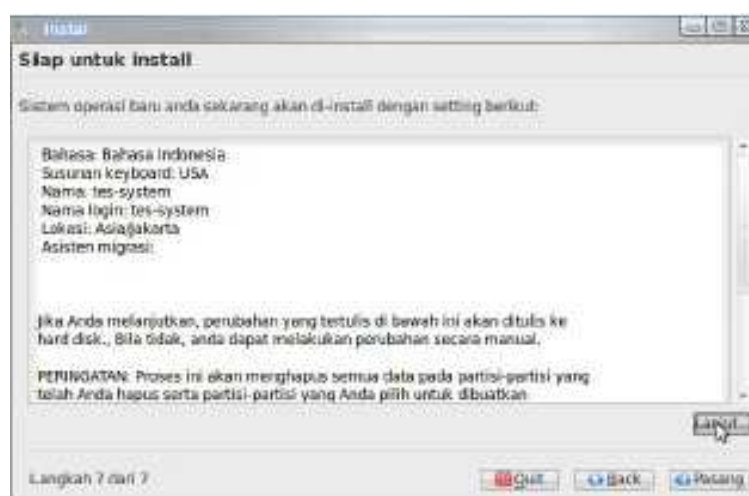 Instal
Siap untuk install
Sistem operasi baru anda sekarang akan di-install dengan setting berikut:
Bahasa: Bahasa Indonesia
Susunan keyboard: USA
Nama: tes-system
Nama login: tes-system
Lokasi: Asia/Jakarta
Asisten migrasi:
Jika Anda melanjutkan, perubahan yang tertulis di bawah ini akan ditulis ke
hard disk., Bila tidak, anda dapat melakukan perubahan secara manual.
PERINGATAN: Proses ini akan menghapus semua data pada partisi-partisi yang
telah Anda hapus serta partisi-partisi yang Anda pilih untuk dibuatkan
Lanjut...
Langkah 7 dari 7
Quit
Back
Pasang